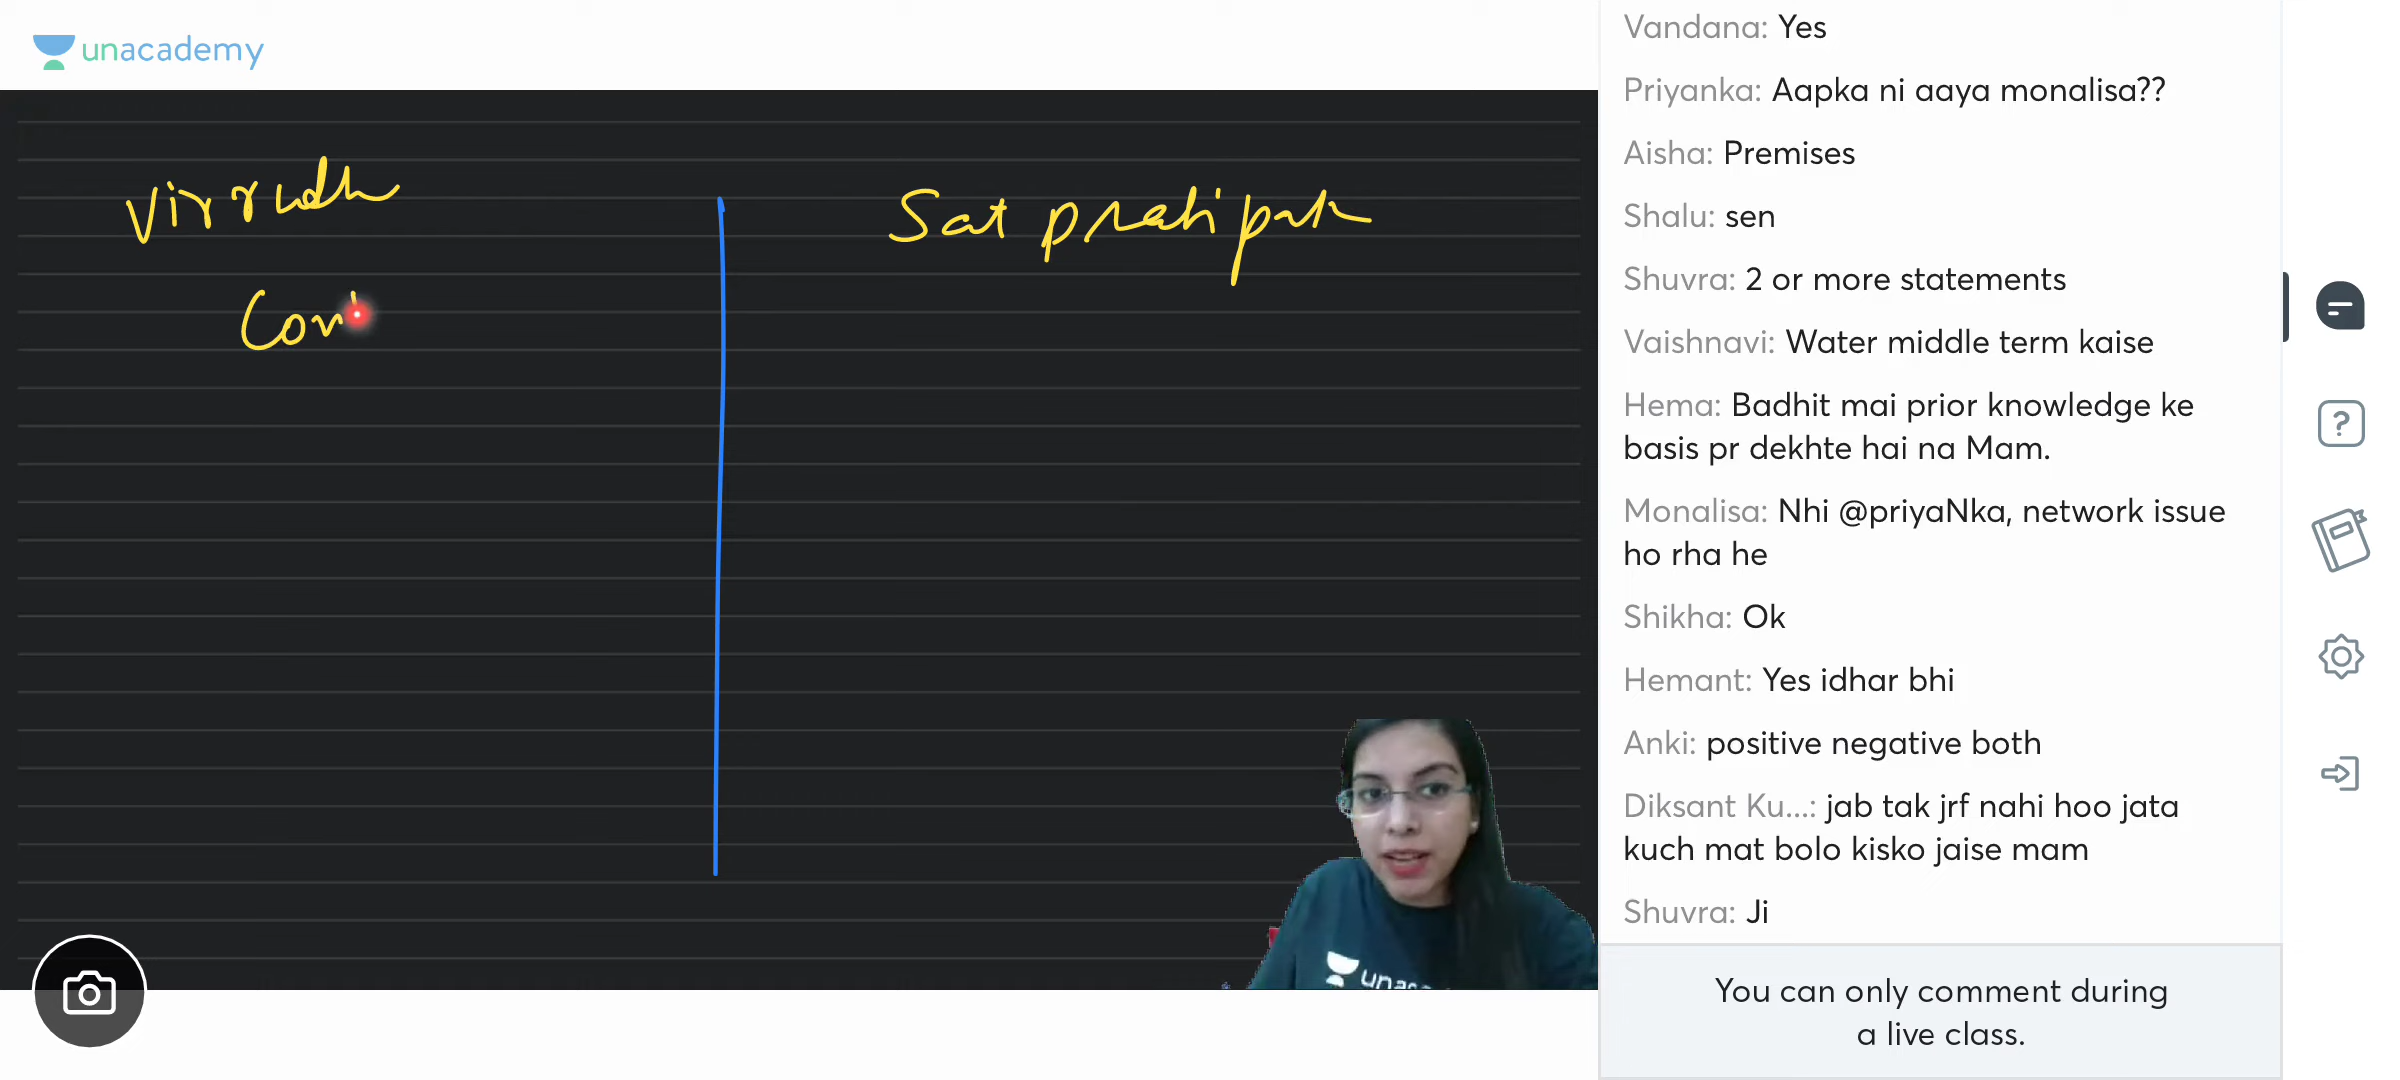 unacademy
Virrudh
Sat pratipak
Con
una
Vandana: Yes
Priyanka: Aapka ni aaya monalisa??
Aisha: Premises
Shalu: sen
Shuvra: 2 or more statements
Vaishnavi: Water middle term kaise
Hema: Badhit mai prior knowledge ke
basis pr dekhte hai na Mam.
Monalisa: Nhi @priyaNka, network issue
ho rha he
Shikha: Ok
Hemant: Yes idhar bhi
Anki: positive negative both
Diksant Ku...: jab tak jrf nahi hoo jata
kuch mat bolo kisko jaise mam
Shuvra: Ji
You can only comment during
a live class.
?